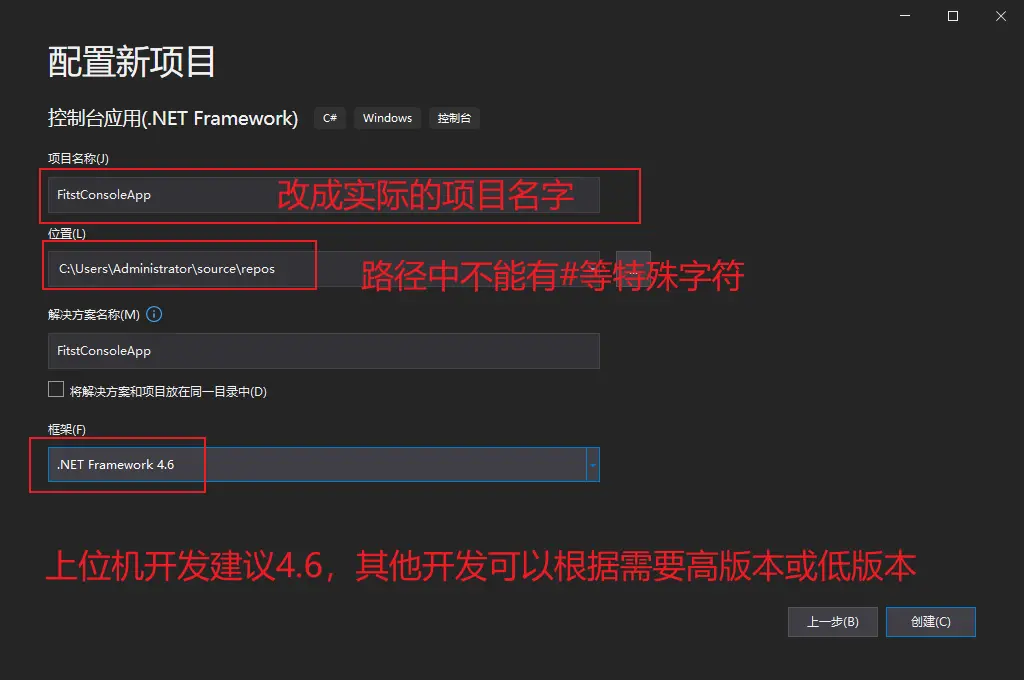 配置新项目
控制台应用(.NET Framework) C# Windows 控制台
项目名称(J)
FitstConsoleApp 改成实际的项目名字
位置(L)
C:\Users\Administrator\source\repos 路径中不能有#等特殊字符
解决方案名称(M)
FitstConsoleApp
将解决方案和项目放在同一目录中(D)
框架(F)
.NET Framework 4.6
上位机开发建议4.6，其他开发可以根据需要高版本或低版本
上一步(B) 创建(C)